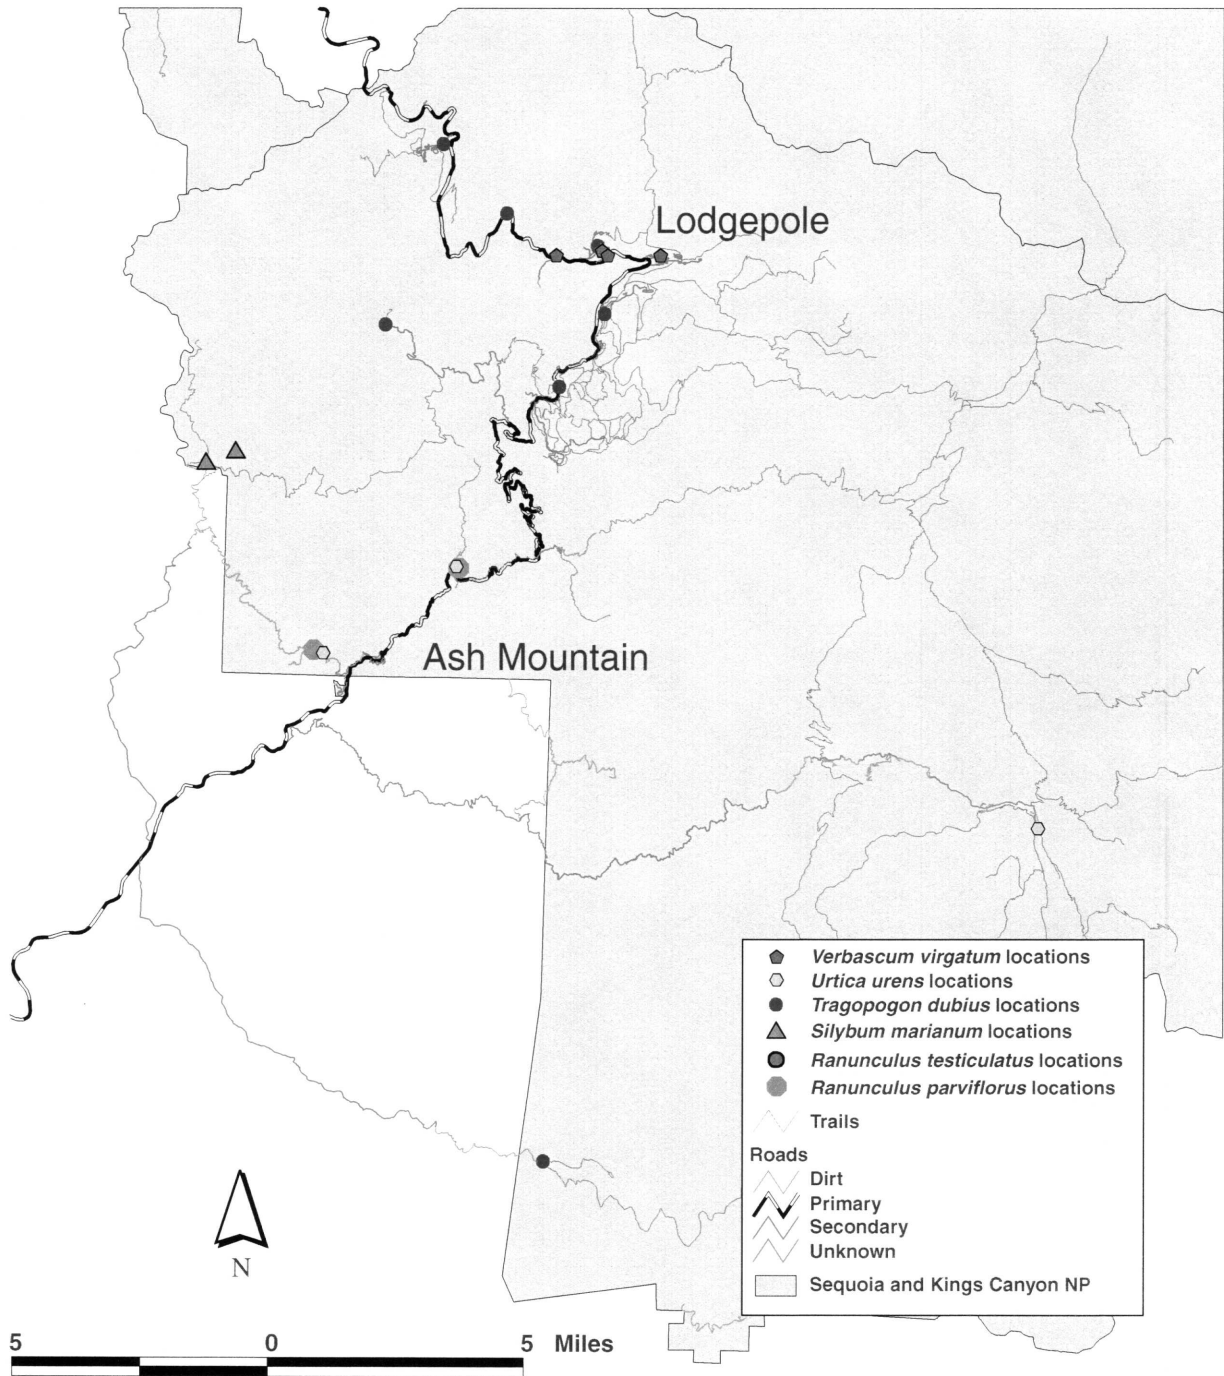 Lodgepole
Ash Mountain
Verbascum virgatum locations
Urtica urens locations
Tragopogon dubius locations
Silybum marianum locations
Ranunculus testiculatus locations
Ranunculus parviflorus locations
Trails
Roads
Dirt
Primary
Secondary
Unknown
Sequoia and Kings Canyon NP
N
5 0 5 Miles